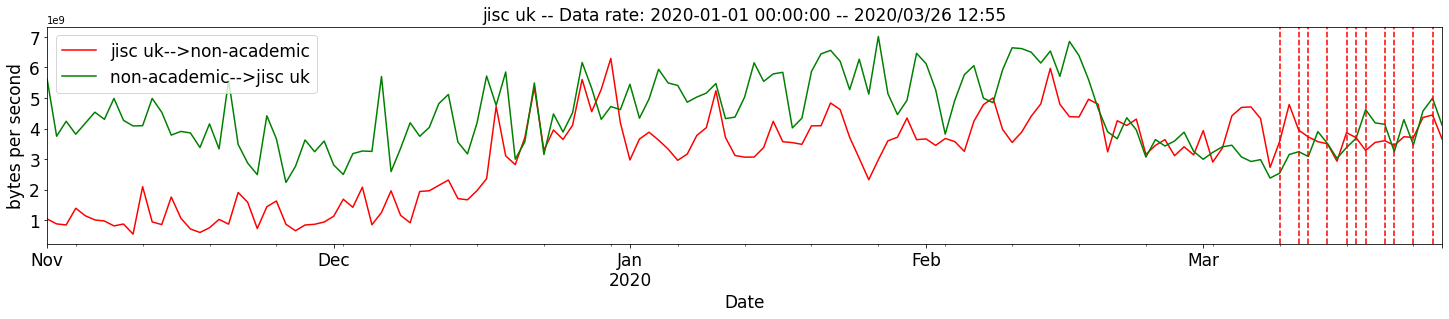 jisc uk -- Data rate: 2020-01-01 00:00:00 -- 2020/03/26 12:55
1e9
7
6
5
4
3
2
1
bytes per second
jisc uk-->non-academic
non-academic-->jisc uk
Nov
Dec
Jan
2020
Feb
Mar
Date